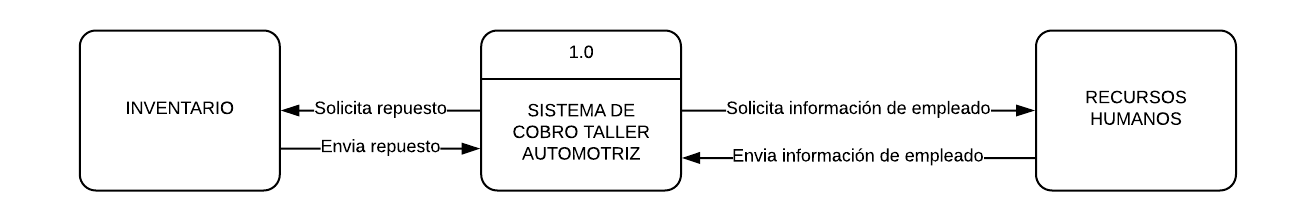 INVENTARIO
Solicita repuesto
Envia repuesto
1.0
SISTEMA DE
COBRO TALLER
AUTOMOTRIZ
Solicita información de empleado
Envia información de empleado
RECURSOS
HUMANOS